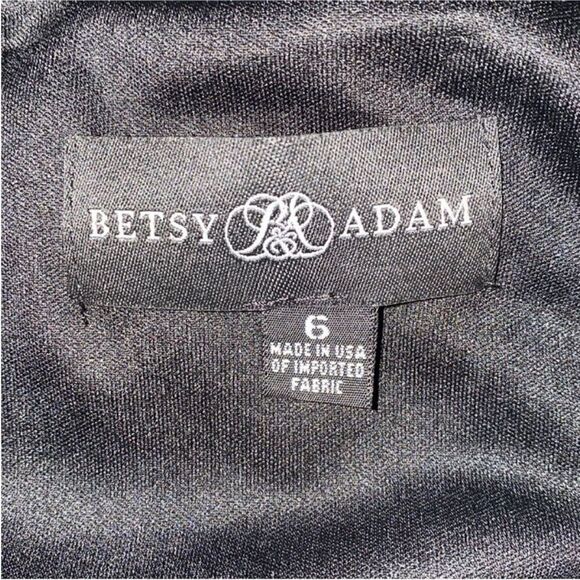 BETSY ADAM
6
MADE IN USA
OF IMPORTED
FABRIC